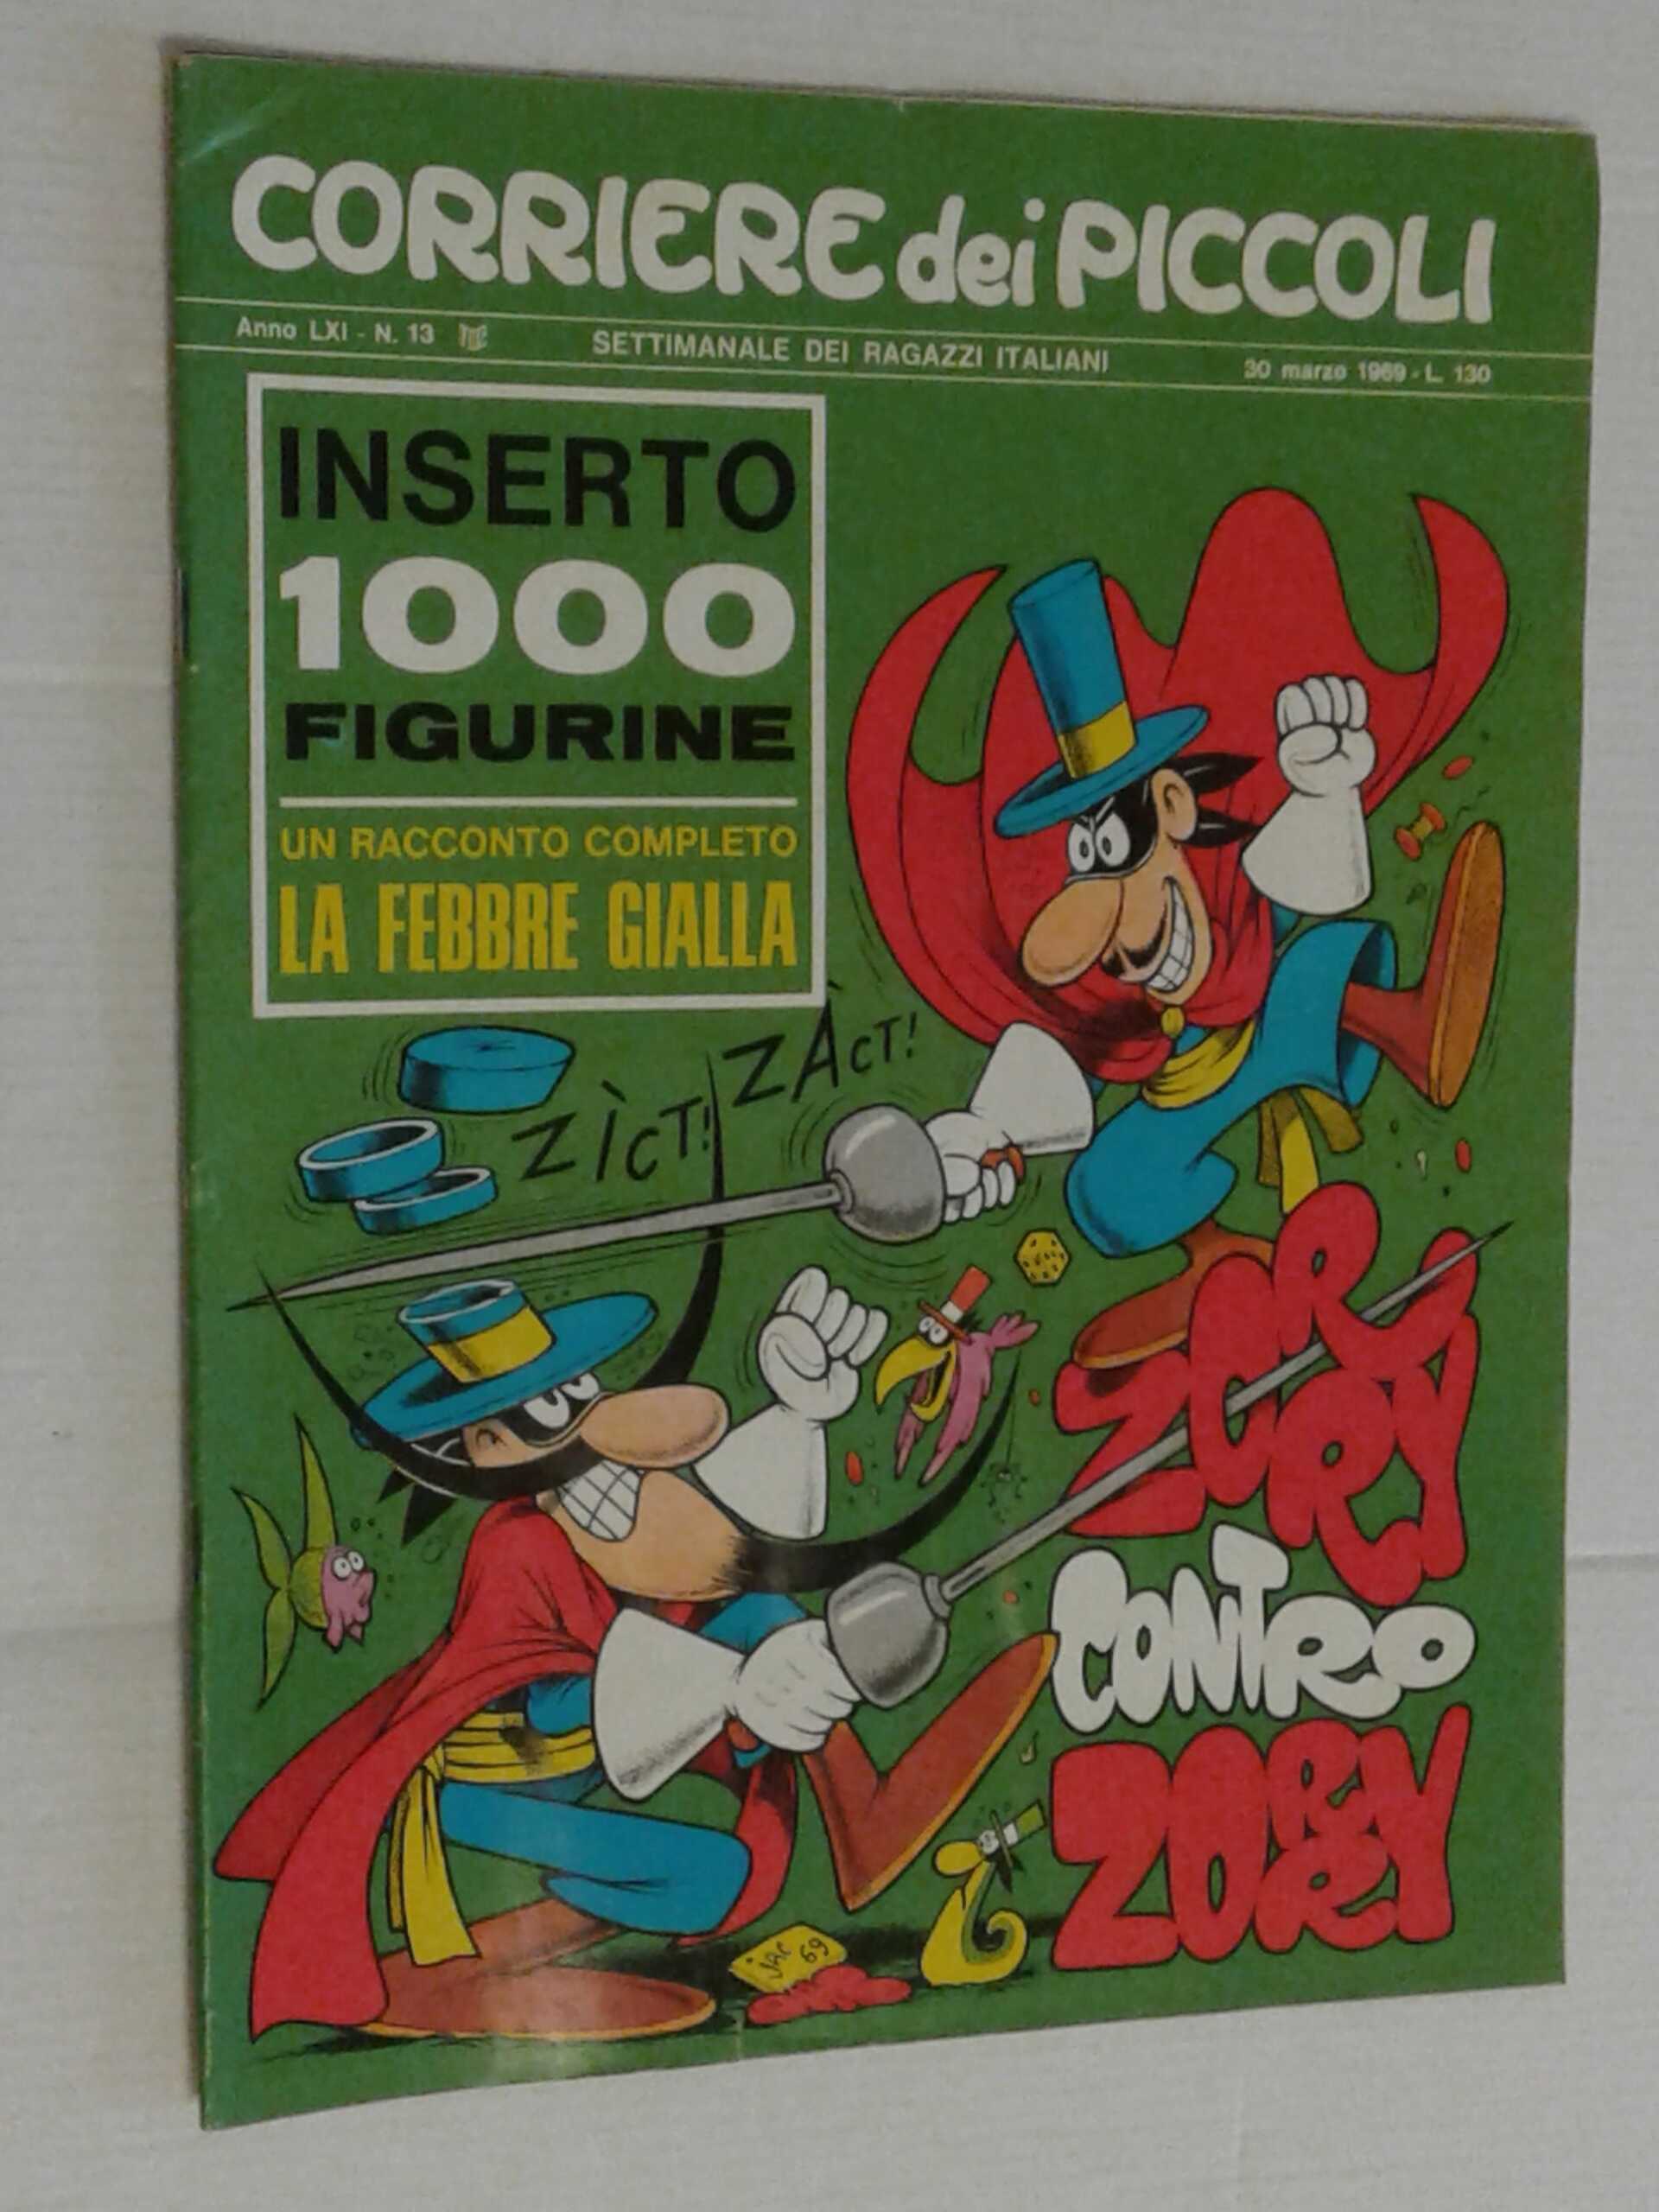 CORRIERE dei PICCOLI
Anno LXI - N. 13
SETTIMANALE DEI RAGAZZI ITALIANI
30 marzo 1969 - L. 130
INSERTO
1000
FIGURINE
UN RACCONTO COMPLETO
LA FEBBRE GIALLA
ZÌCT! ZÀCT!
ZORRY
CONTRO
ZORRY
JAC 69